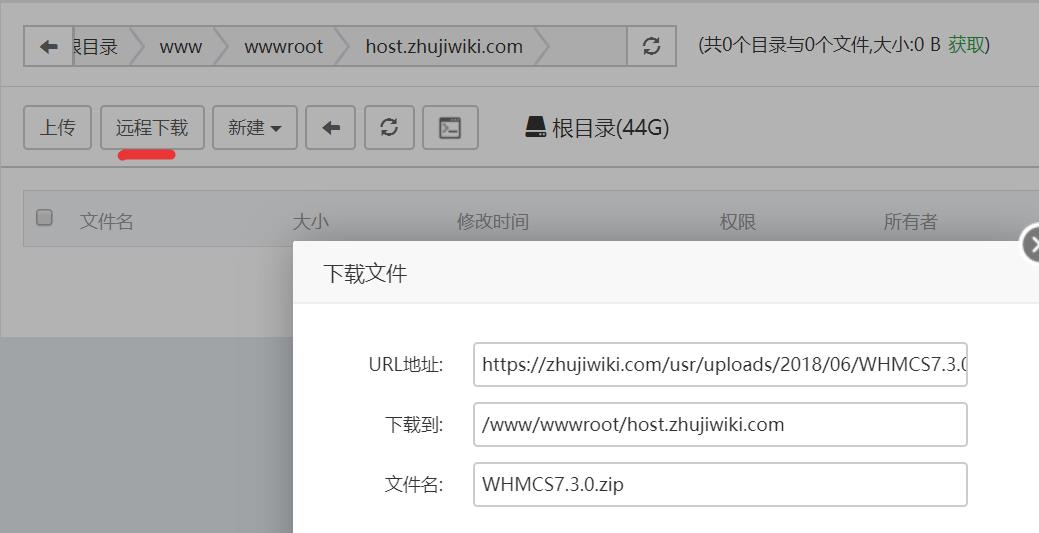 根目录 www wwwroot host.zhujiwiki.com (共0个目录与0个文件,大小:0 B 获取)
上传 远程下载 新建 根目录(44G)
文件名 大小 修改时间 权限 所有者
下载文件
URL地址: https://zhujiwiki.com/usr/uploads/2018/06/WHMCS7.3.0
下载到: /www/wwwroot/host.zhujiwiki.com
文件名: WHMCS7.3.0.zip